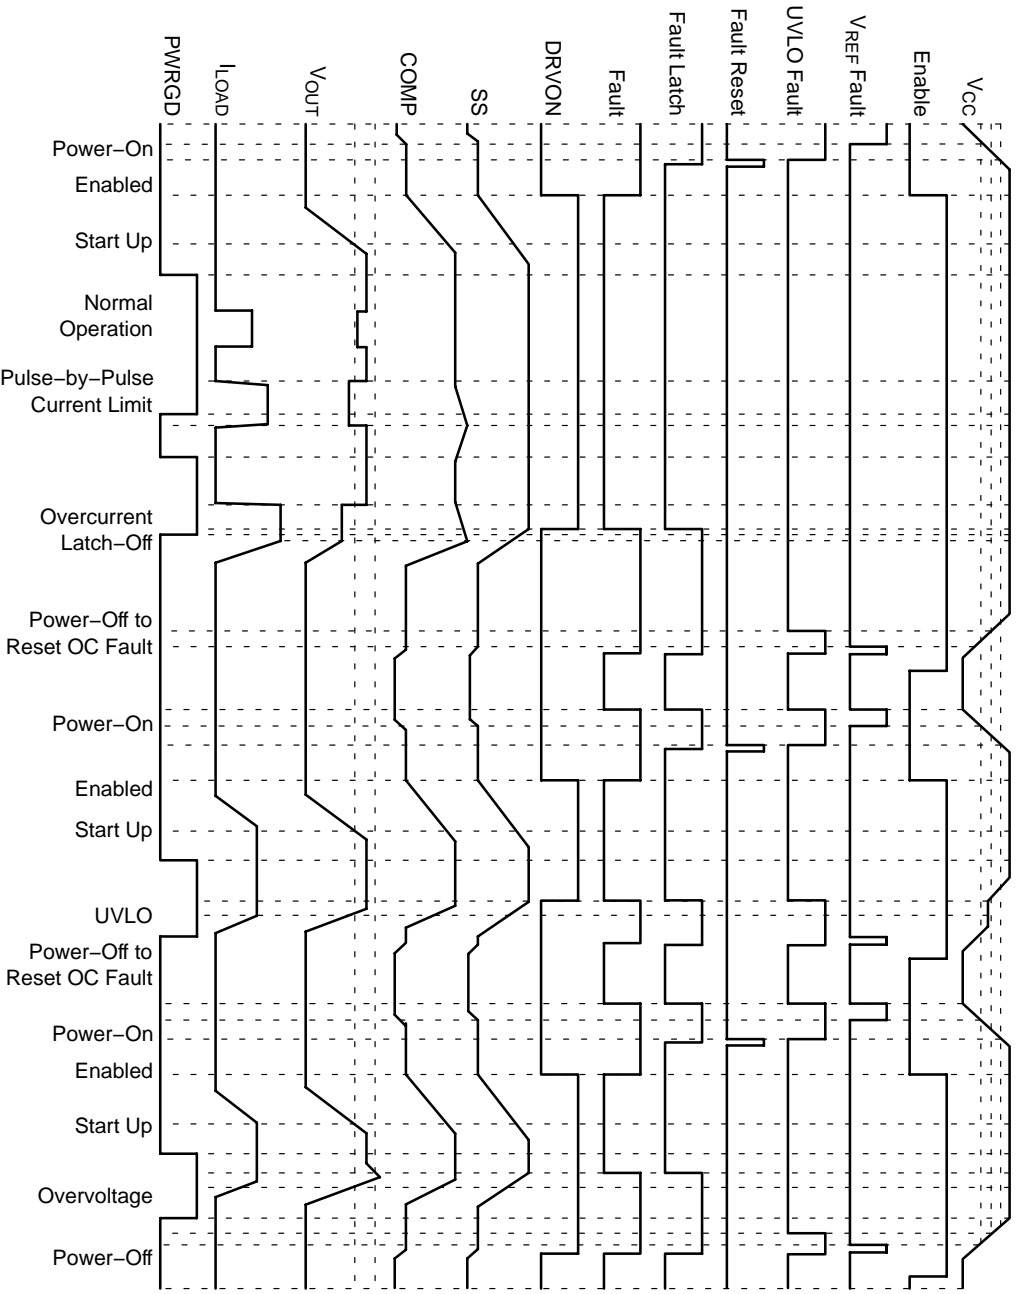 PWRGD
ILOAD
VOUT
COMP
SS
DRVON
Fault
Fault Latch
Fault Reset
UVLO Fault
VREF Fault
Enable
VCC
Power−On
Enabled
Start Up
Normal
Operation
Pulse−by−Pulse
Current Limit
Overcurrent
Latch−Off
Power−Off to
Reset OC Fault
Power−On
Enabled
Start Up
UVLO
Power−Off to
Reset OC Fault
Power−On
Enabled
Start Up
Overvoltage
Power−Off